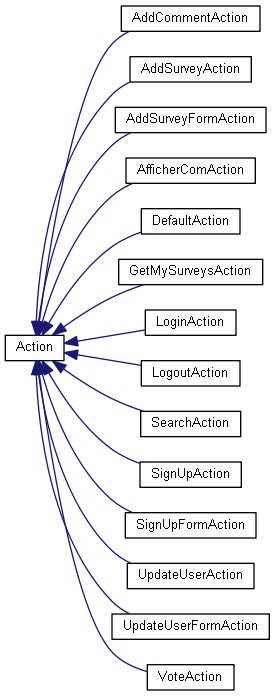 AddCommentAction
AddSurveyAction
AddSurveyFormAction
AfficherComAction
DefaultAction
GetMySurveysAction
LoginAction
Action
LogoutAction
SearchAction
SignUpAction
SignUpFormAction
UpdateUserAction
UpdateUserFormAction
VoteAction